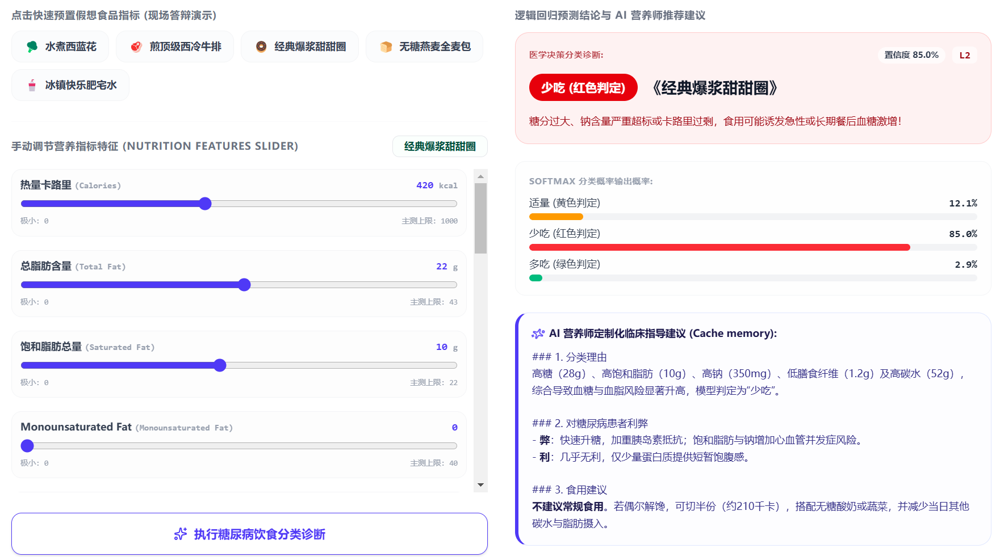 点击快速预置假想食品指标 (现场答辩演示)
水煮西蓝花
煎顶级西冷牛排
经典爆浆甜甜圈
无糖燕麦全麦包
冰镇快乐肥宅水
手动调节营养指标特征 (NUTRITION FEATURES SLIDER)
经典爆浆甜甜圈
热量卡路里 (Calories)
420 kcal
极小: 0
主测上限: 1000
总脂肪含量 (Total Fat)
22 g
极小: 0
主测上限: 43
饱和脂肪总量 (Saturated Fat)
10 g
极小: 0
主测上限: 22
Monounsaturated Fat (Monounsaturated Fat)
0
极小: 0
主测上限: 40
执行糖尿病饮食分类诊断
逻辑回归预测结论与 AI 营养师推荐建议
医学决策分类诊断:
置信度 85.0%
L2
少吃 (红色判定)
《经典爆浆甜甜圈》
糖分过大、钠含量严重超标或卡路里过剩，食用可能诱发急性或长期餐后血糖激增！
SOFTMAX 分类概率输出概率:
适量 (黄色判定)
12.1%
少吃 (红色判定)
85.0%
多吃 (绿色判定)
2.9%
AI 营养师定制化临床指导建议 (Cache memory):
### 1. 分类理由
高糖（28g）、高饱和脂肪（10g）、高钠（350mg）、低膳食纤维（1.2g）及高碳水（52g），
综合导致血糖与血脂风险显著升高，模型判定为“少吃”。
### 2. 对糖尿病患者利弊
- 弊：快速升糖，加重胰岛素抵抗；饱和脂肪与钠增加心血管并发症风险。
- 利：几乎无利，仅少量蛋白质提供短暂饱腹感。
### 3. 食用建议
不建议常规食用。若偶尔解馋，可切半份（约210千卡），搭配无糖酸奶或蔬菜，并减少当日其他
碳水与脂肪摄入。